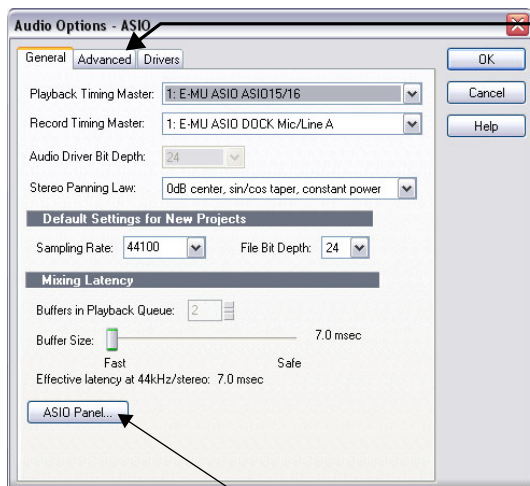 Audio Options - ASIO
General Advanced Drivers
OK
Playback Timing Master: 1: E-MU ASIO ASIO15/16
Cancel
Record Timing Master: 1: E-MU ASIO DOCK Mic/Line A
Help
Audio Driver Bit Depth: 24
Stereo Panning Law: 0dB center, sin/cos taper, constant power
Default Settings for New Projects
Sampling Rate: 44100 File Bit Depth: 24
Mixing Latency
Buffers in Playback Queue: 2
Buffer Size: 7.0 msec
Fast Safe
Effective latency at 44kHz/stereo: 7.0 msec
ASIO Panel...